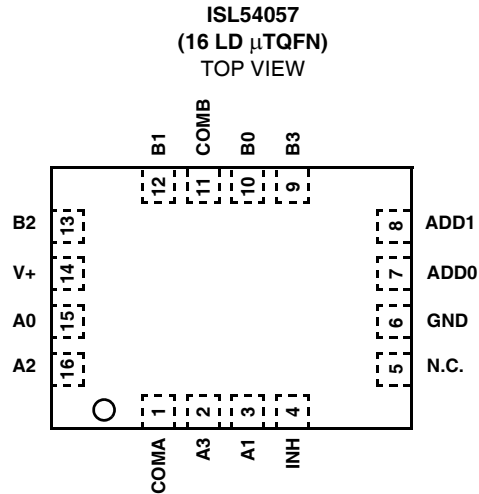 ISL54057
(16 LD μTQFN)
TOP VIEW
B1 COMB B0 B3
12 11 10 9
B2 13
V+ 14
A0 15
A2 16
8 ADD1
7 ADD0
6 GND
5 N.C.
1 2 3 4
COMA A3 A1 INH